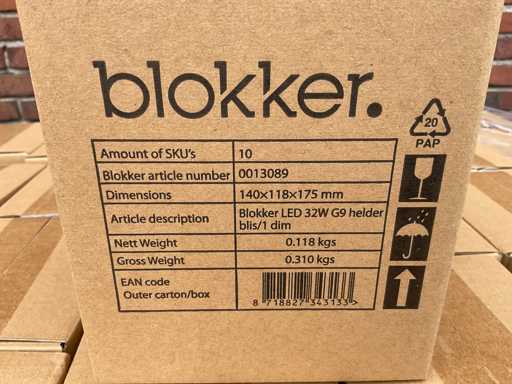 blokker.
20
PAP
Amount of SKU's 10
Blokker article number 0013089
Dimensions 140×118×175 mm
Article description Blokker LED 32W G9 helder
blis/1 dim
Nett Weight 0.118 kgs
Gross Weight 0.310 kgs
EAN code
Outer carton/box
8 718827 343133>